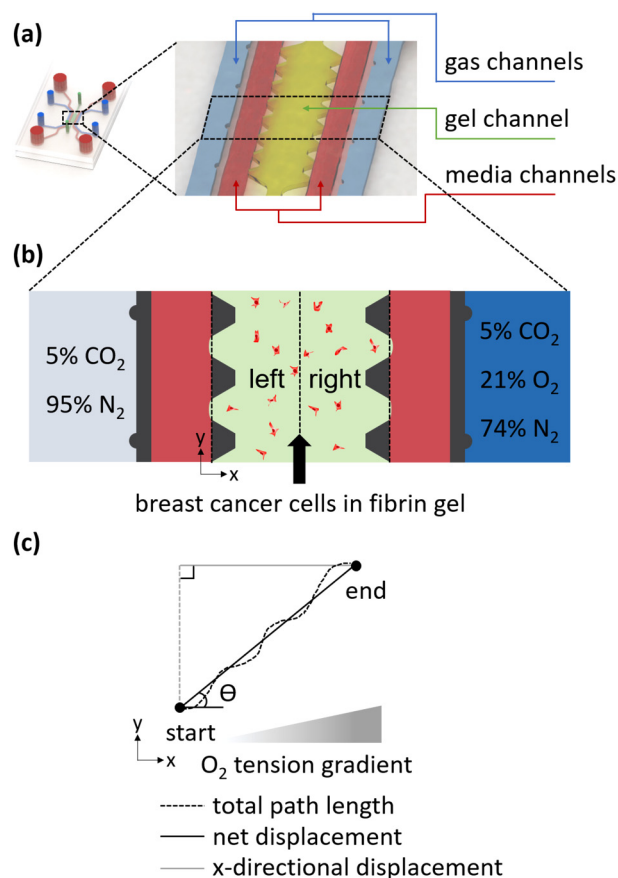 (a)
gas channels
gel channel
media channels
(b)
5% CO₂
95% N₂
left
right
5% CO₂
21% O₂
74% N₂
y
x
breast cancer cells in fibrin gel
(c)
end
ϴ
start
y
x
O₂ tension gradient
total path length
net displacement
x-directional displacement